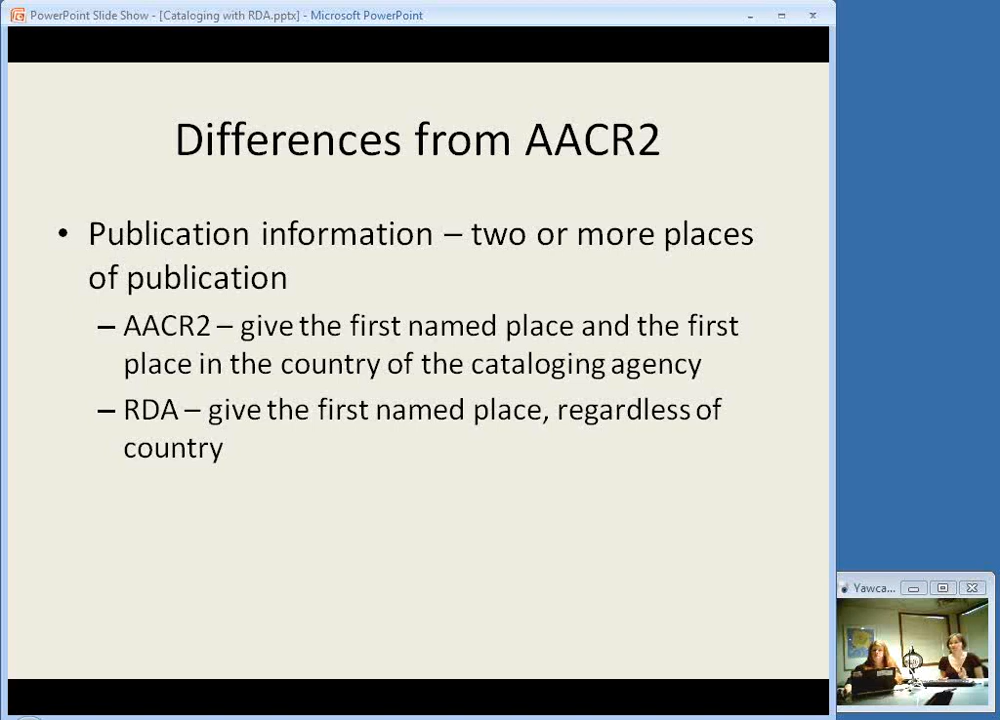 PowerPoint Slide Show - [Cataloging with RDA.pptx] - Microsoft PowerPoint
Differences from AACR2
• Publication information – two or more places
of publication
– AACR2 – give the first named place and the first
place in the country of the cataloging agency
– RDA – give the first named place, regardless of
country
Yawca...